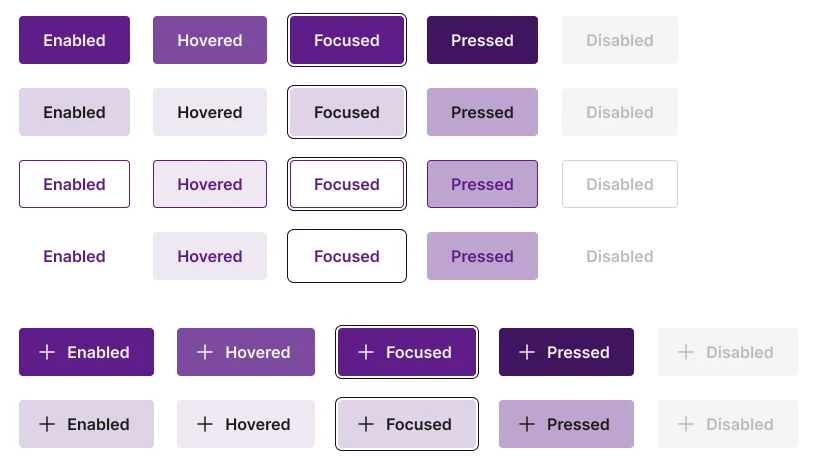 Enabled Hovered Focused Pressed Disabled
Enabled Hovered Focused Pressed Disabled
Enabled Hovered Focused Pressed Disabled
Enabled Hovered Focused Pressed Disabled
+ Enabled + Hovered + Focused + Pressed + Disabled
+ Enabled + Hovered + Focused + Pressed + Disabled